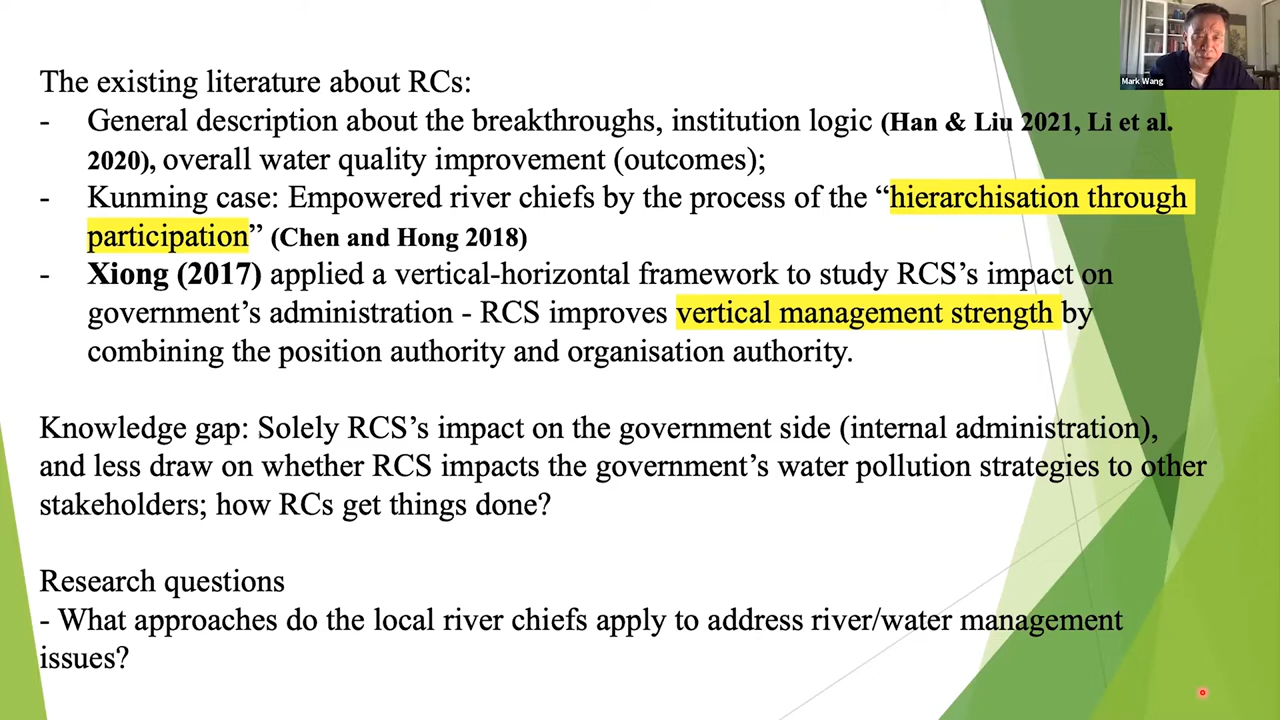 The existing literature about RCs:
- General description about the breakthroughs, institution logic (Han & Liu 2021, Li et al.
2020), overall water quality improvement (outcomes);
- Kunming case: Empowered river chiefs by the process of the “hierarchisation through
participation” (Chen and Hong 2018)
- Xiong (2017) applied a vertical-horizontal framework to study RCS’s impact on
government’s administration - RCS improves vertical management strength by
combining the position authority and organisation authority.
Knowledge gap: Solely RCS’s impact on the government side (internal administration),
and less draw on whether RCS impacts the government’s water pollution strategies to other
stakeholders; how RCs get things done?
Research questions
- What approaches do the local river chiefs apply to address river/water management
issues?
Mark Wang